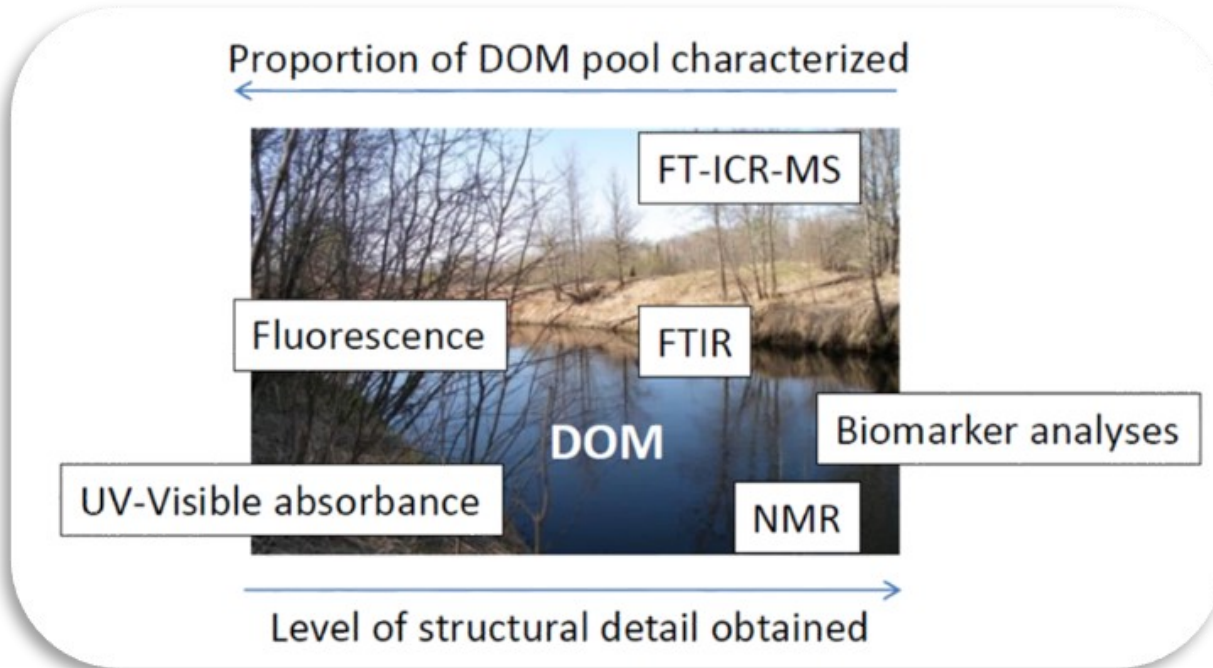 Proportion of DOM pool characterized
FT-ICR-MS
Fluorescence
FTIR
DOM
Biomarker analyses
UV-Visible absorbance
NMR
Level of structural detail obtained